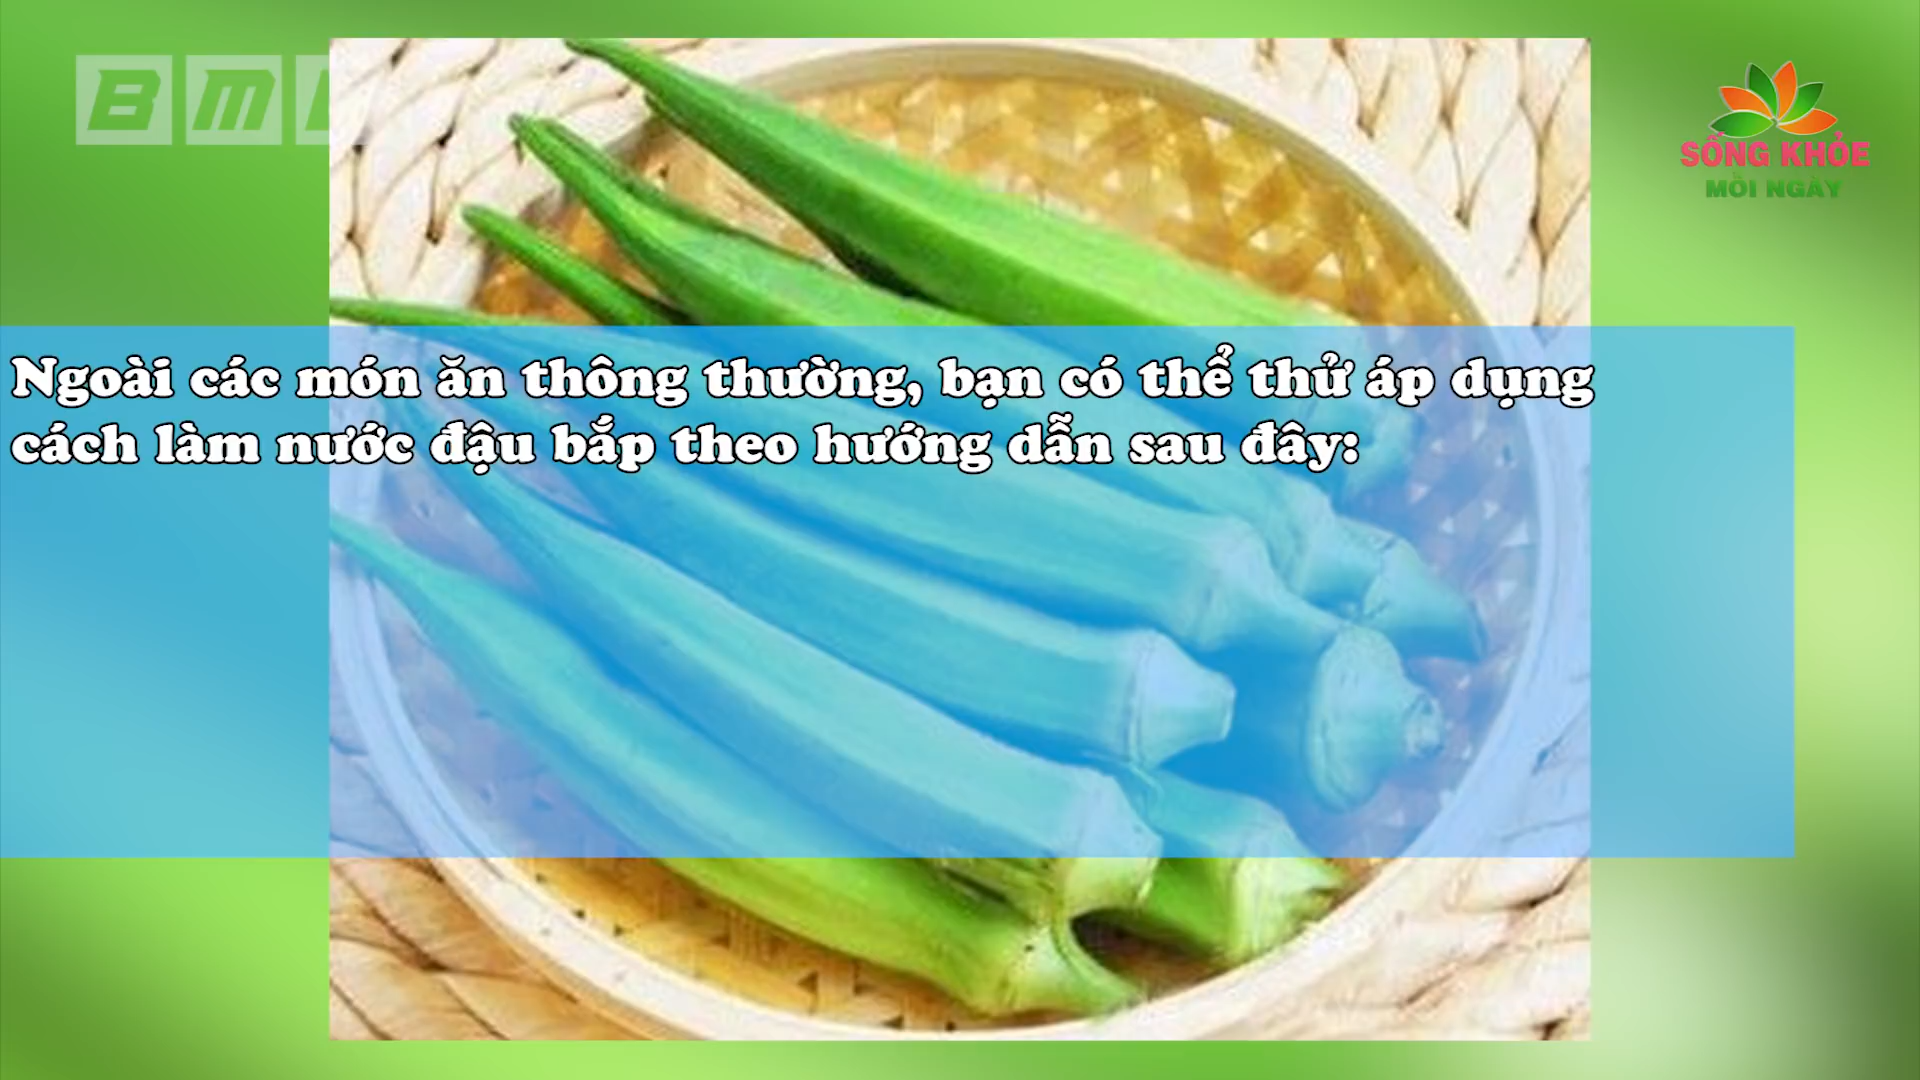 BM
SỐNG KHỎE
MỖI NGÀY
Ngoài các món ăn thông thường, bạn có thể thử áp dụng
cách làm nước đậu bắp theo hướng dẫn sau đây: